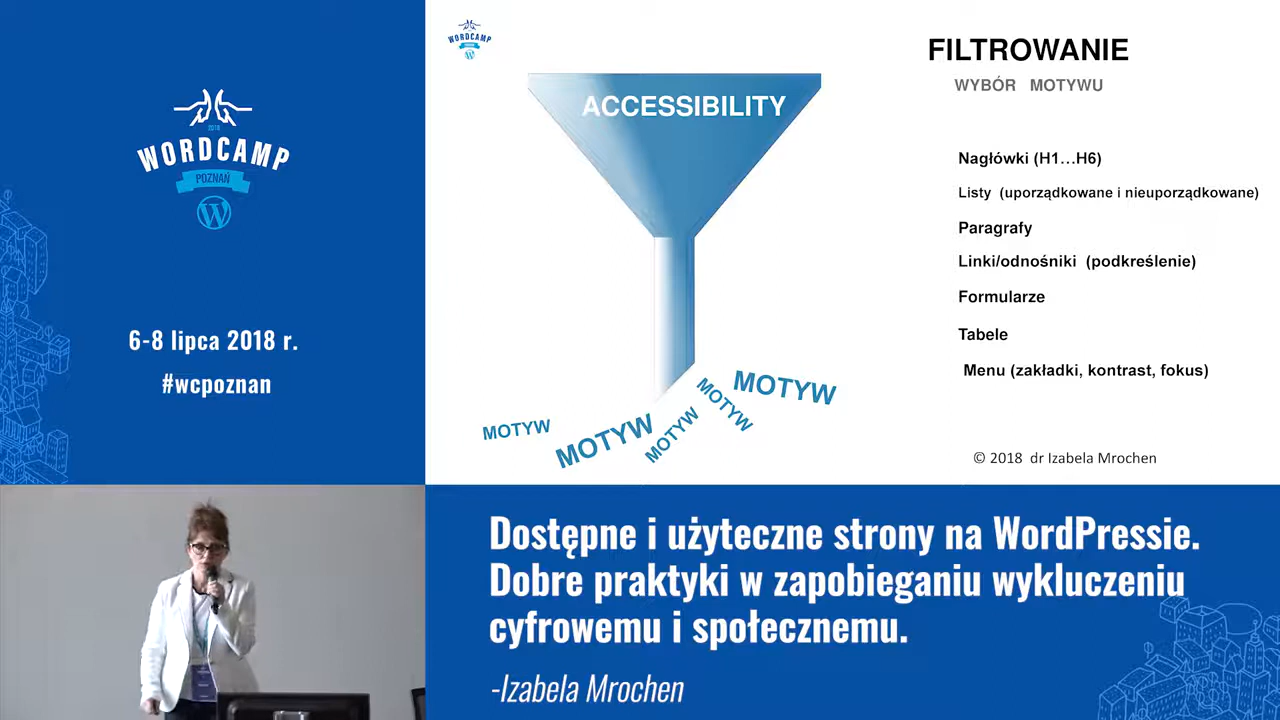 2018
WORDCAMP
POZNAŃ
W
6-8 lipca 2018 r.
#wcpoznan
WORDCAMP
FILTROWANIE
WYBÓR MOTYWU
ACCESSIBILITY
Nagłówki (H1...H6)
Listy (uporządkowane i nieuporządkowane)
Paragrafy
Linki/odnośniki (podkreślenie)
Formularze
Tabele
Menu (zakładki, kontrast, fokus)
MOTYW
MOTYW
MOTYW
MOTYW
MOTYW
© 2018 dr Izabela Mrochen
Dostępne i użyteczne strony na WordPressie.
Dobre praktyki w zapobieganiu wykluczeniu
cyfrowemu i społecznemu.
-Izabela Mrochen